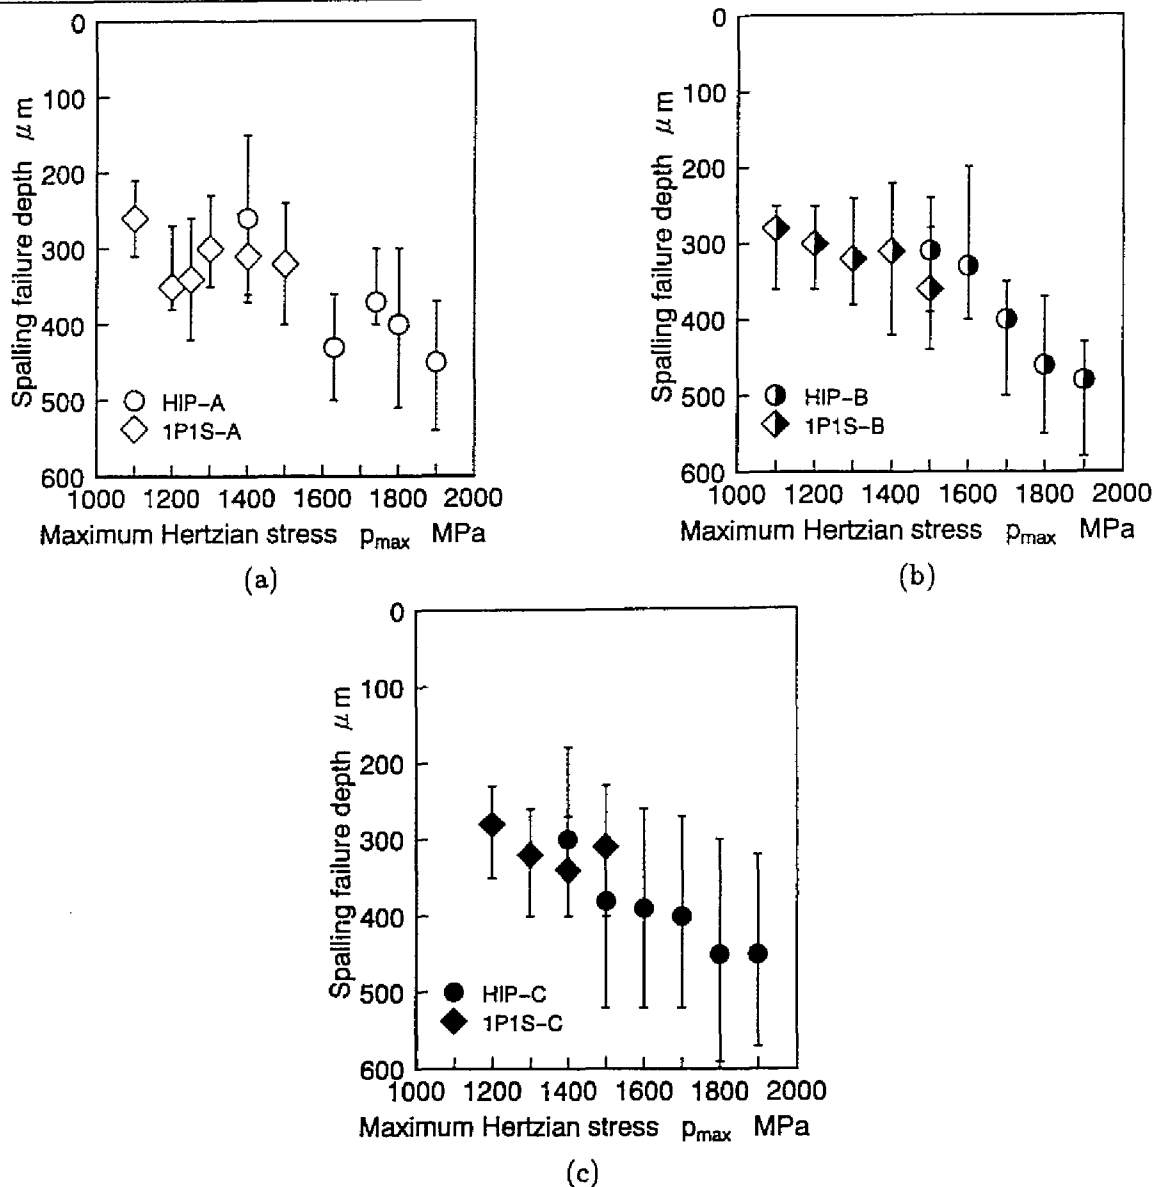 0
100
200
300
400
500
600
Spalling failure depth μm
HIP-A
1P1S-A
1000 1200 1400 1600 1800 2000
Maximum Hertzian stress pmax MPa
(a)
0
100
200
300
400
500
600
Spalling failure depth μm
HIP-B
1P1S-B
1000 1200 1400 1600 1800 2000
Maximum Hertzian stress pmax MPa
(b)
0
100
200
300
400
500
600
Spalling failure depth μm
HIP-C
1P1S-C
1000 1200 1400 1600 1800 2000
Maximum Hertzian stress pmax MPa
(c)